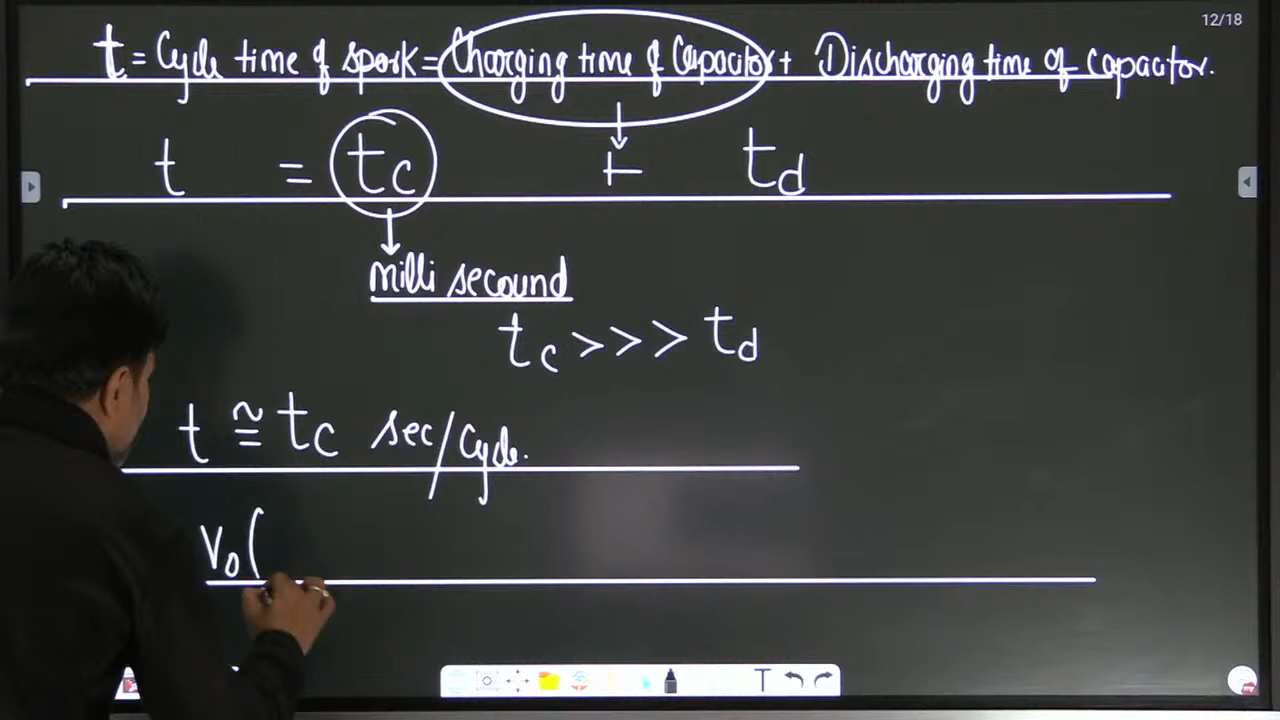 12/18
t = Cycle time of spark = Charging time of Capacitor + Discharging time of capacitor.
t = tc + td
milli secound
tc >>> td
t ≅ tc sec/cycle.
V0(
T